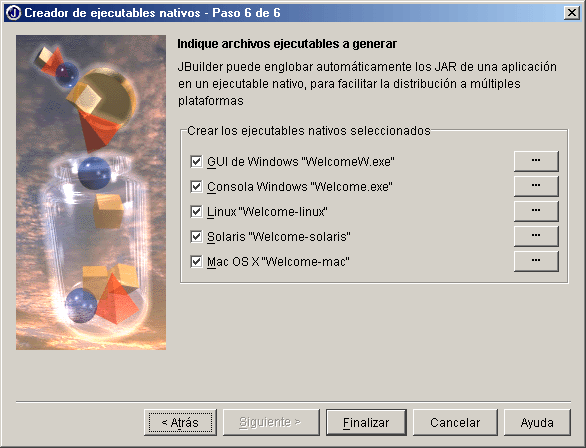 Creador de ejecutables nativos - Paso 6 de 6
Indique archivos ejecutables a generar
JBuilder puede englobar automáticamente los JAR de una aplicación
en un ejecutable nativo, para facilitar la distribución a múltiples
plataformas
Crear los ejecutables nativos seleccionados
GUI de Windows "WelcomeW.exe"
...
Consola Windows "Welcome.exe"
...
Linux "Welcome-linux"
...
Solaris "Welcome-solaris"
...
Mac OS X "Welcome-mac"
...
< Atrás
Siguiente >
Finalizar
Cancelar
Ayuda